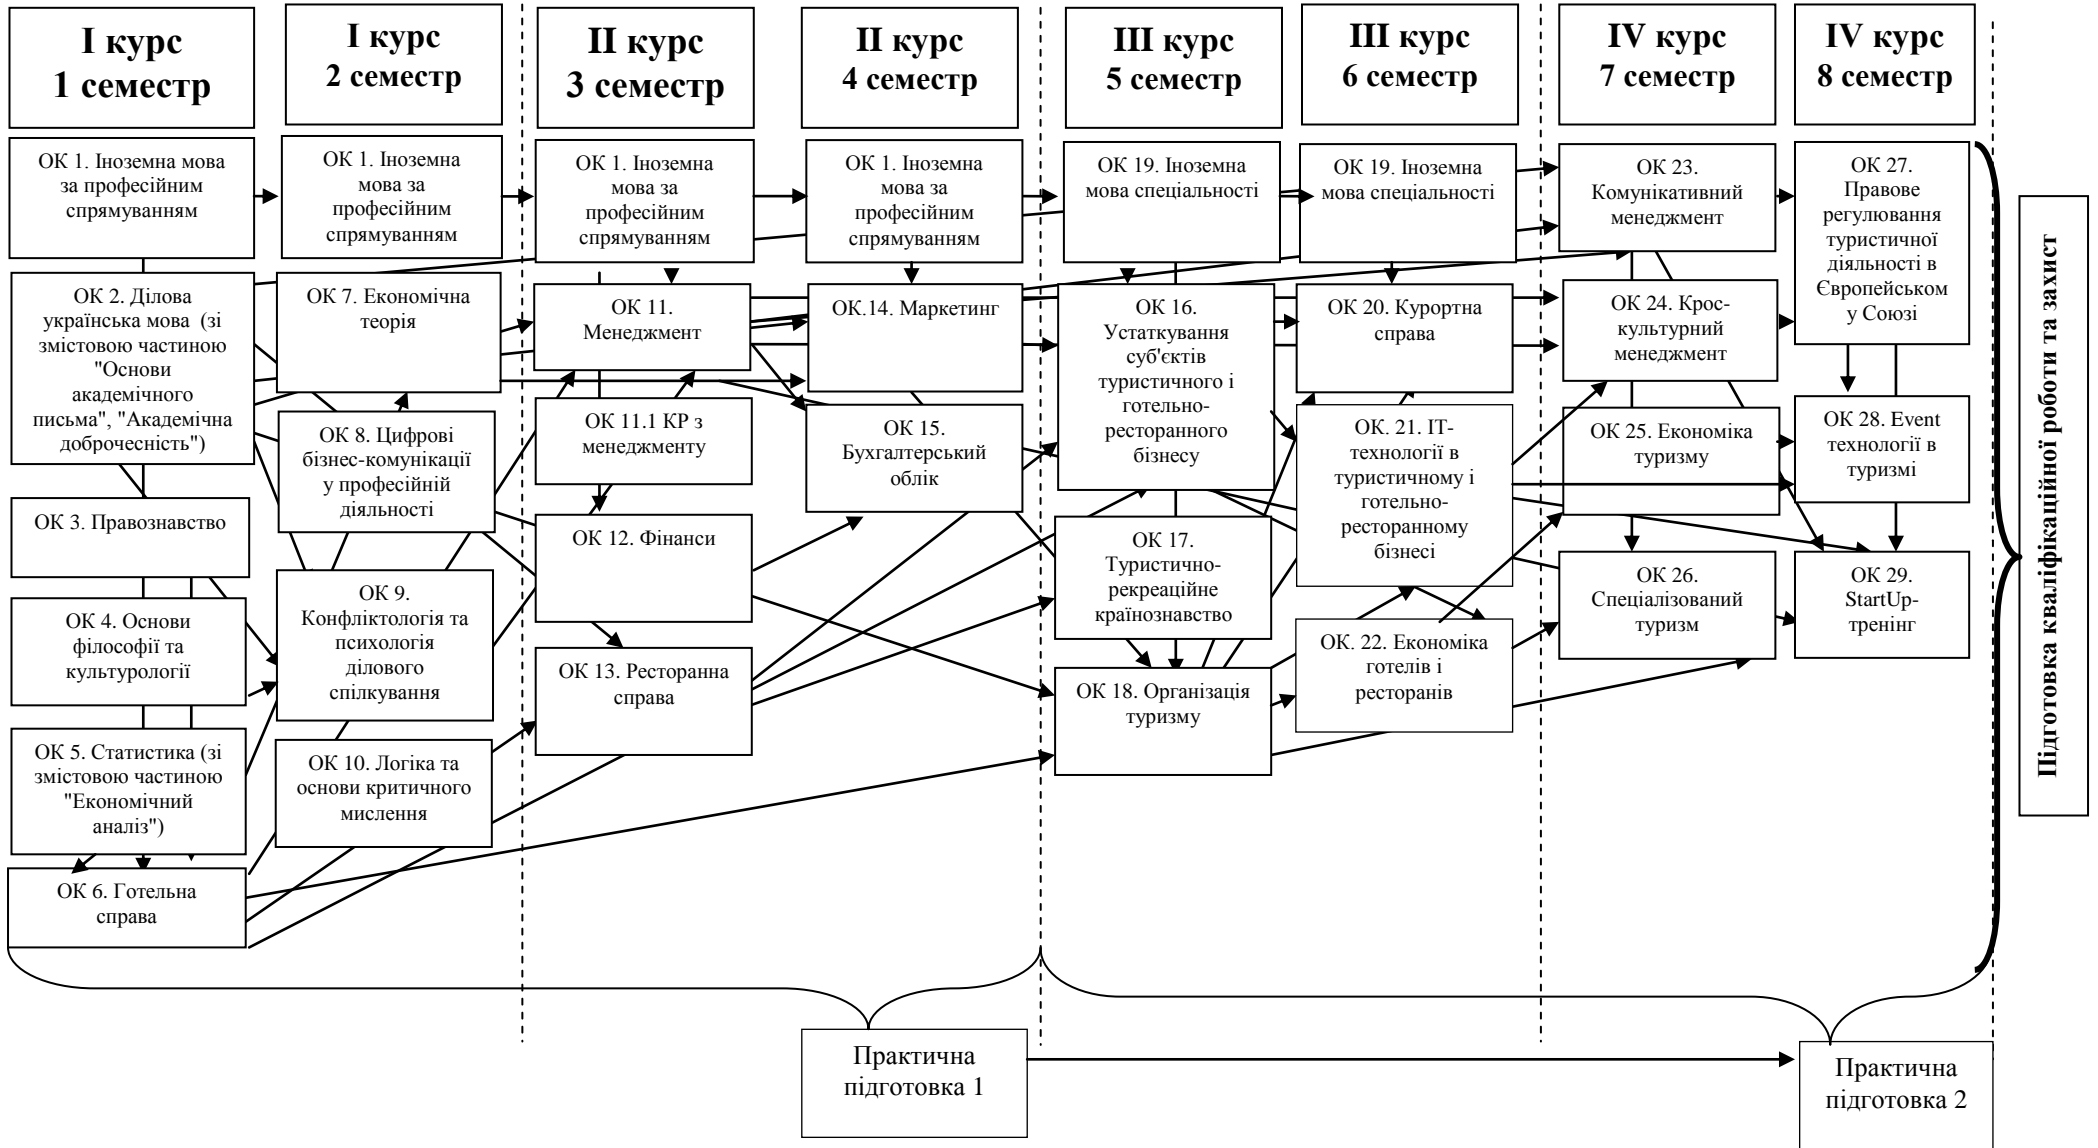 І курс
1 семестр
І курс
2 семестр
ІІ курс
3 семестр
ІІ курс
4 семестр
ІІІ курс
5 семестр
ІІІ курс
6 семестр
IV курс
7 семестр
IV курс
8 семестр
ОК 1. Іноземна мова
за професійним
спрямуванням
ОК 2. Ділова
українська мова (зі
змістовою частиною
"Основи
академічного
письма", "Академічна
доброчесність")
ОК 3. Правознавство
ОК 4. Основи
філософії та
культурології
ОК 5. Статистика (зі
змістовою частиною
"Економічний
аналіз")
ОК 6. Готельна
справа
ОК 1. Іноземна
мова за
професійним
спрямуванням
ОК 7. Економічна
теорія
ОК 8. Цифрові
бізнес-комунікації
у професійній
діяльності
ОК 9.
Конфліктологія та
психологія
ділового
спілкування
ОК 10. Логіка та
основи критичного
мислення
ОК 1. Іноземна
мова за
професійним
спрямуванням
ОК 11.
Менеджмент
ОК 11.1 КР з
менеджменту
ОК 12. Фінанси
ОК 13. Ресторанна
справа
ОК 1. Іноземна
мова за
професійним
спрямуванням
ОК.14. Маркетинг
ОК 15.
Бухгалтерський
облік
ОК 19. Іноземна
мова спеціальності
ОК 16.
Устаткування
суб'єктів
туристичного і
готельно-
ресторанного
бізнесу
ОК 17.
Туристично-
рекреаційне
країнознавство
ОК 18. Організація
туризму
ОК 19. Іноземна
мова спеціальності
ОК 20. Курортна
справа
ОК. 21. ІТ-
технології в
туристичному і
готельно-
ресторанному
бізнесі
ОК. 22. Економіка
готелів і
ресторанів
ОК 23.
Комунікативний
менеджмент
ОК 24. Крос-
культурний
менеджмент
ОК 25. Економіка
туризму
ОК 26.
Спеціалізований
туризм
ОК 27.
Правове
регулювання
туристичної
діяльності в
Європейськом
у Союзі
ОК 28. Event
технології в
туризмі
ОК 29.
StartUp-
тренінг
Підготовка кваліфікаційної роботи та захист
Практична
підготовка 1
Практична
підготовка 2